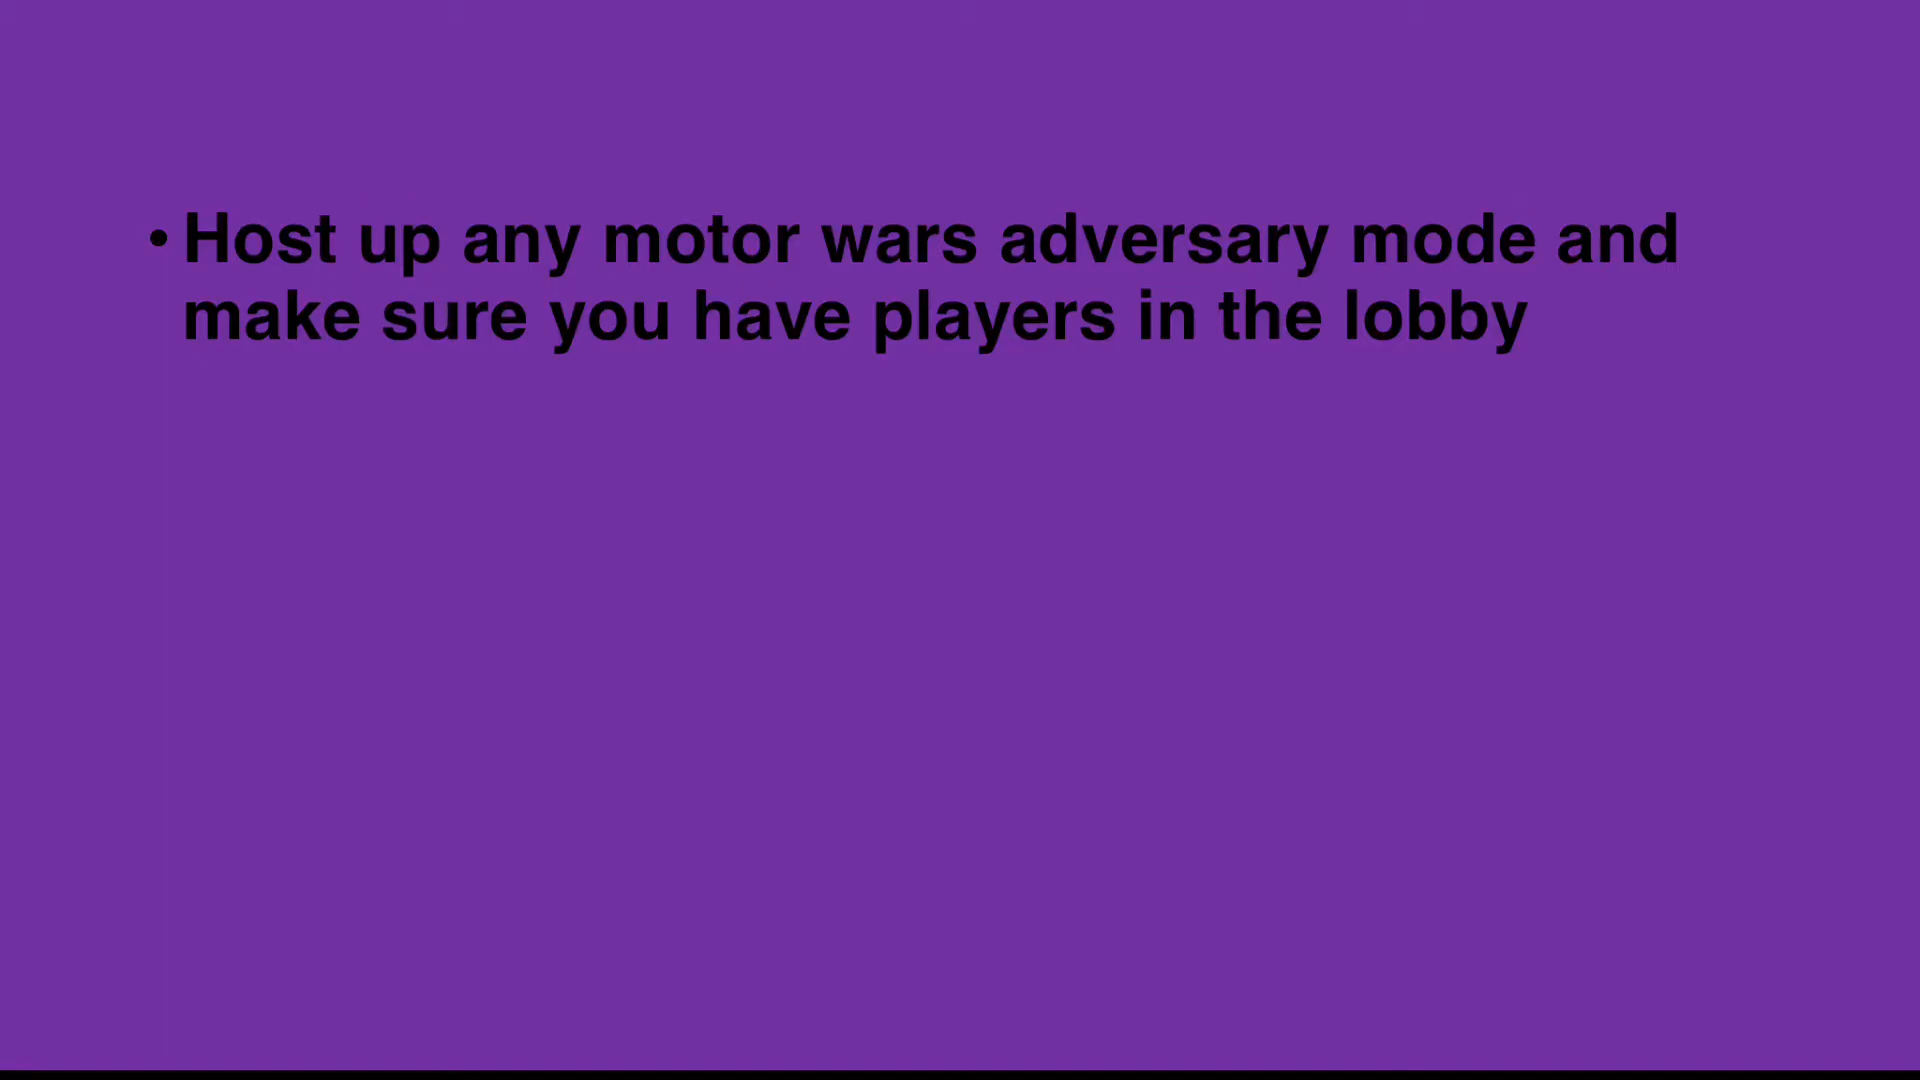 • Host up any motor wars adversary mode and
make sure you have players in the lobby